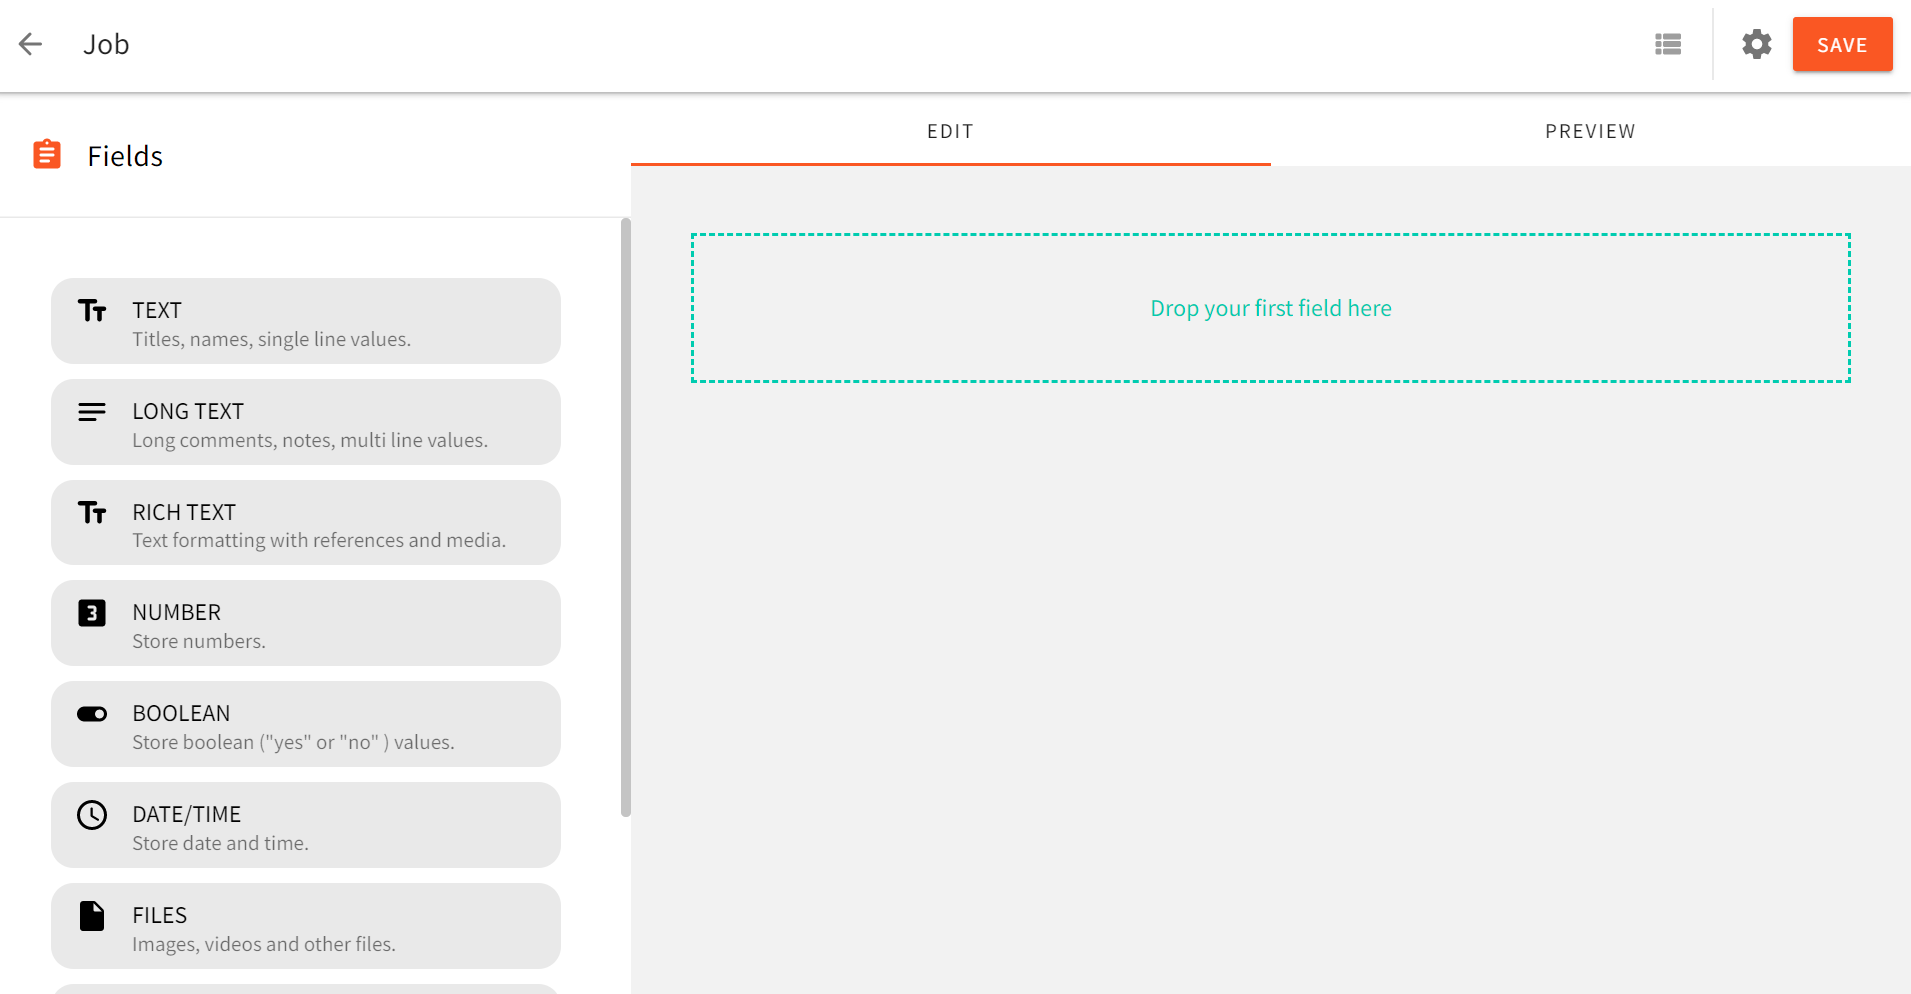 Job
SAVE
Fields
EDIT
PREVIEW
Drop your first field here
TEXT
Titles, names, single line values.
LONG TEXT
Long comments, notes, multi line values.
RICH TEXT
Text formatting with references and media.
3
NUMBER
Store numbers.
BOOLEAN
Store boolean ("yes" or "no" ) values.
DATE/TIME
Store date and time.
FILES
Images, videos and other files.